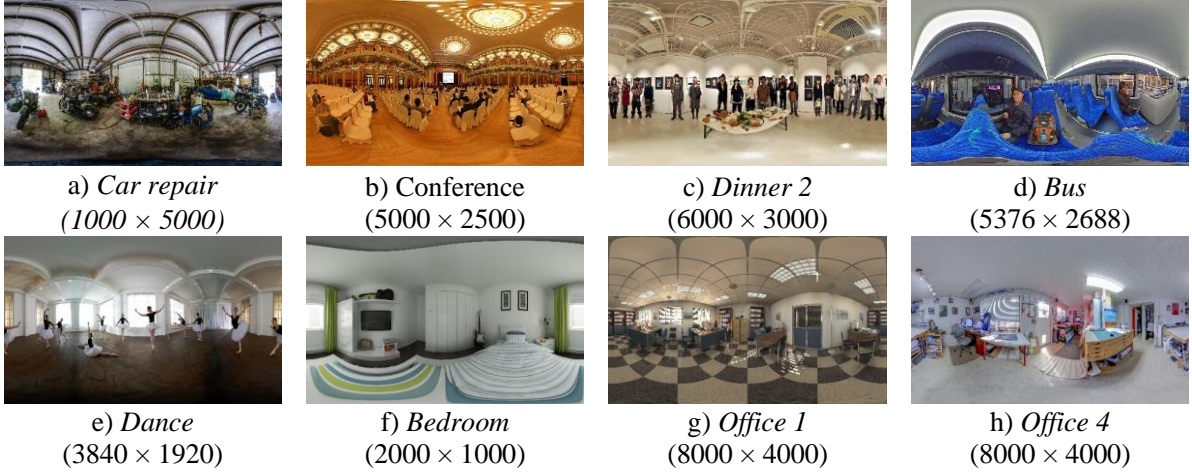 a) Car repair
(1000 × 5000)
b) Conference
(5000 × 2500)
c) Dinner 2
(6000 × 3000)
d) Bus
(5376 × 2688)
e) Dance
(3840 × 1920)
f) Bedroom
(2000 × 1000)
g) Office 1
(8000 × 4000)
h) Office 4
(8000 × 4000)